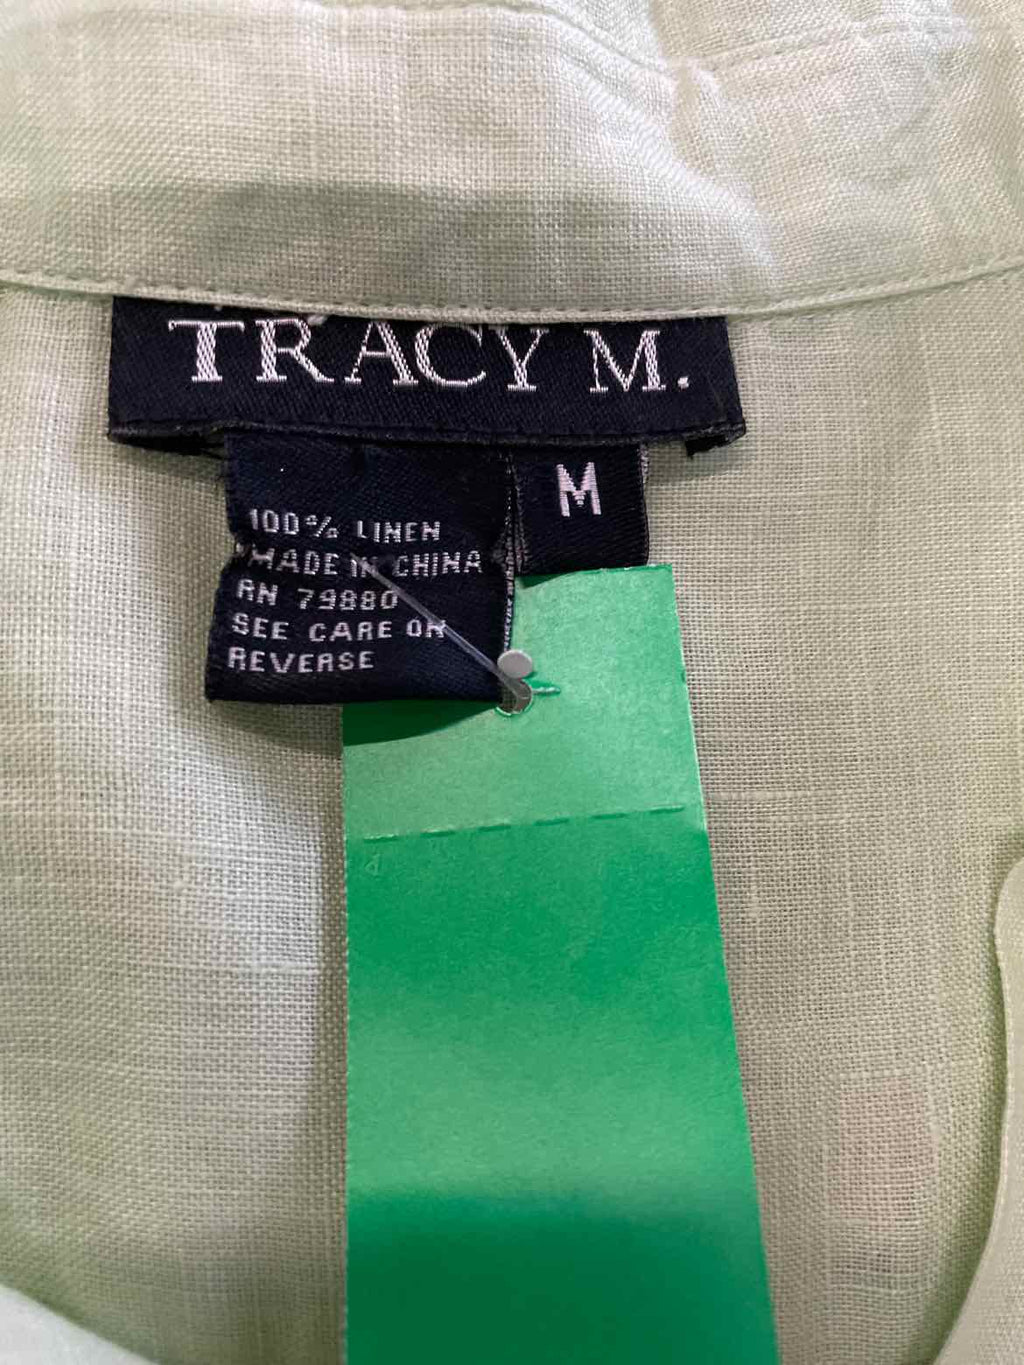 TRACY M.
M
100% LINEN
MADE IN CHINA
RN 79880
SEE CARE ON
REVERSE